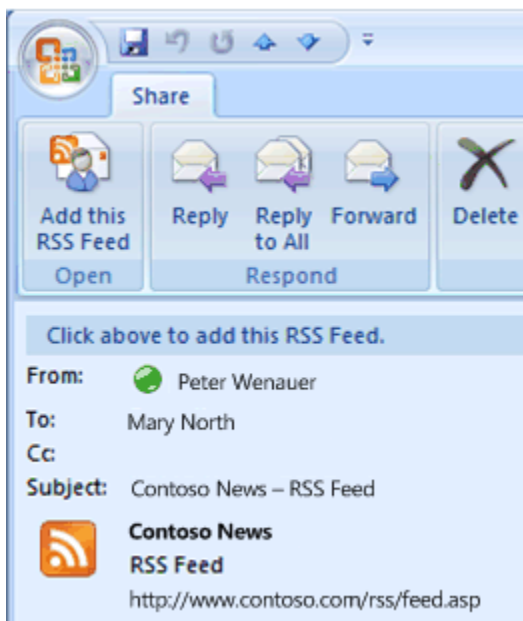 Share
Add this
RSS Feed
Reply
Reply
to All
Forward
Delete
Open
Respond
Click above to add this RSS Feed.
From: Peter Wenauer
To: Mary North
Cc:
Subject: Contoso News – RSS Feed
Contoso News
RSS Feed
http://www.contoso.com/rss/feed.asp